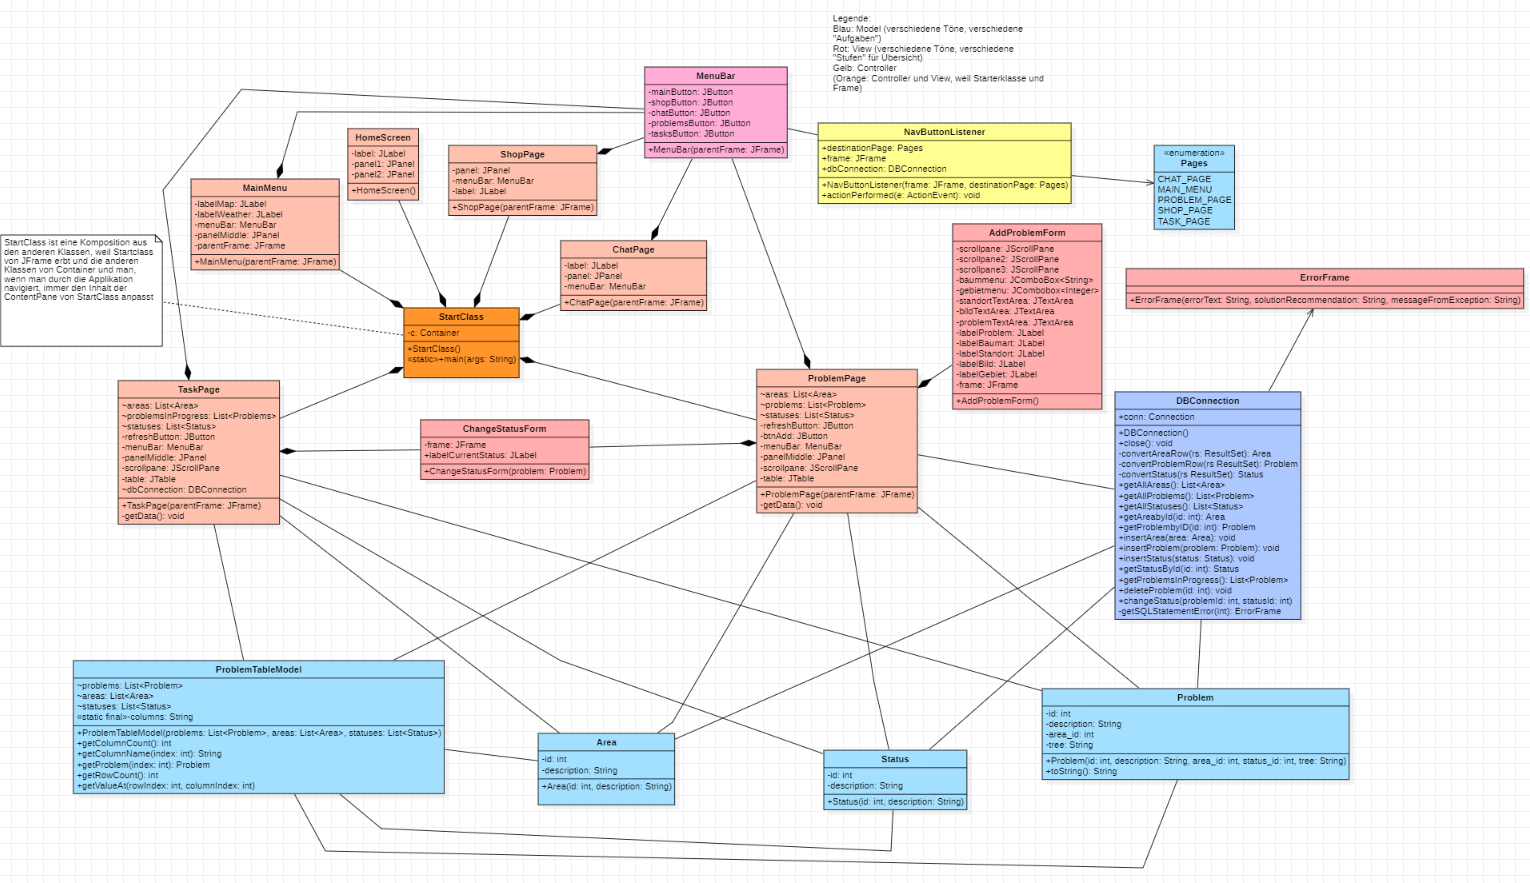 Legende:
Blau: Model (verschiedene Töne, verschiedene
"Aufgaben")
Rot: View (verschiedene Töne, verschiedene
"Stufen" für Übersicht)
Gelb: Controller
(Orange: Controller und View, weil Starterklasse und
Frame)
MenuBar
-mainButton: JButton
-shopButton: JButton
-chatButton: JButton
-problemsButton: JButton
-tasksButton: JButton
+MenuBar(parentFrame: JFrame)
NavButtonListener
+destinationPage: Pages
+frame: JFrame
+dbConnection: DBConnection
+NavButtonListener(frame: JFrame, destinationPage: Pages)
+actionPerformed(e: ActionEvent): void
«enumeration»
Pages
CHAT_PAGE
MAIN_MENU
PROBLEM_PAGE
SHOP_PAGE
TASK_PAGE
HomeScreen
-label: JLabel
-panel1: JPanel
-panel2: JPanel
+HomeScreen()
ShopPage
-panel: JPanel
-menuBar: MenuBar
-label: JLabel
+ShopPage(parentFrame: JFrame)
MainMenu
-labelMap: JLabel
-labelWeather: JLabel
-menuBar: MenuBar
-panelMiddle: JPanel
-parentFrame: JFrame
+MainMenu(parentFrame: JFrame)
StartClass ist eine Komposition aus
den anderen Klassen, weil Startclass
von JFrame erbt und die anderen
Klassen von Container und man,
wenn man durch die Applikation
navigiert, immer den Inhalt der
ContentPane von StartClass anpasst
ChatPage
-label: JLabel
-panel: JPanel
-menuBar: MenuBar
+ChatPage(parentFrame: JFrame)
AddProblemForm
-scrollpane: JScrollPane
-scrollpane2: JScrollPane
-scrollpane3: JScrollPane
-baummenu: JComboBox<String>
-gebietmenu: JCombobox<Integer>
-standortTextArea: JTextArea
-bildTextArea: JTextArea
-problemTextArea: JTextArea
-labelProblem: JLabel
-labelBaumart: JLabel
-labelStandort: JLabel
-labelBild: JLabel
-labelGebiet: JLabel
-frame: JFrame
+AddProblemForm()
ErrorFrame
+ErrorFrame(errorText: String, solutionRecommendation: String, messageFromException: String)
StartClass
-c: Container
+StartClass()
«static»+main(args: String)
TaskPage
~areas: List<Area>
~problemsInProgress: List<Problems>
~statuses: List<Status>
-refreshButton: JButton
-menuBar: MenuBar
-panelMiddle: JPanel
-scrollpane: JScrollPane
-table: JTable
~dbConnection: DBConnection
+TaskPage(parentFrame: JFrame)
-getData(): void
ChangeStatusForm
-frame: JFrame
+labelCurrentStatus: JLabel
+ChangeStatusForm(problem: Problem)
ProblemPage
~areas: List<Area>
~problems: List<Problem>
~statuses: List<Status>
-refreshButton: JButton
-btnAdd: JButton
-menuBar: MenuBar
-panelMiddle: JPanel
-scrollpane: JScrollPane
-table: JTable
+ProblemPage(parentFrame: JFrame)
-getData(): void
DBConnection
+conn: Connection
+DBConnection()
+close(): void
-convertAreaRow(rs: ResultSet): Area
-convertProblemRow(rs ResultSet): Problem
-convertStatus(rs ResultSet): Status
+getAllAreas(): List<Area>
+getAllProblems(): List<Problem>
+getAllStatuses(): List<Status>
+getAreabyId(id: int): Area
+getProblembyID(id: int): Problem
+insertArea(area: Area): void
+insertProblem(problem: Problem): void
+insertStatus(status: Status): void
+getStatusById(id: int): Status
+getProblemsInProgress(): List<Problem>
+deleteProblem(id: int): void
+changeStatus(problemId: int, statusId: int)
-getSQLStatementError(int): ErrorFrame
ProblemTableModel
~problems: List<Problem>
~areas: List<Area>
~statuses: List<Status>
«static final»-columns: String
+ProblemTableModel(problems: List<Problem>, areas: List<Area>, statuses: List<Status>)
+getColumnCount(): int
+getColumnName(index: int): String
+getProblem(index: int): Problem
+getRowCount(): int
+getValueAt(rowIndex: int, columnIndex: int)
Area
-id: int
-description: String
+Area(id: int, description: String)
Status
-id: int
-description: String
+Status(id: int, description: String)
Problem
-id: int
-description: String
-area_id: int
-tree: String
+Problem(id: int, description: String, area_id: int, status_id: int, tree: String)
+toString(): String